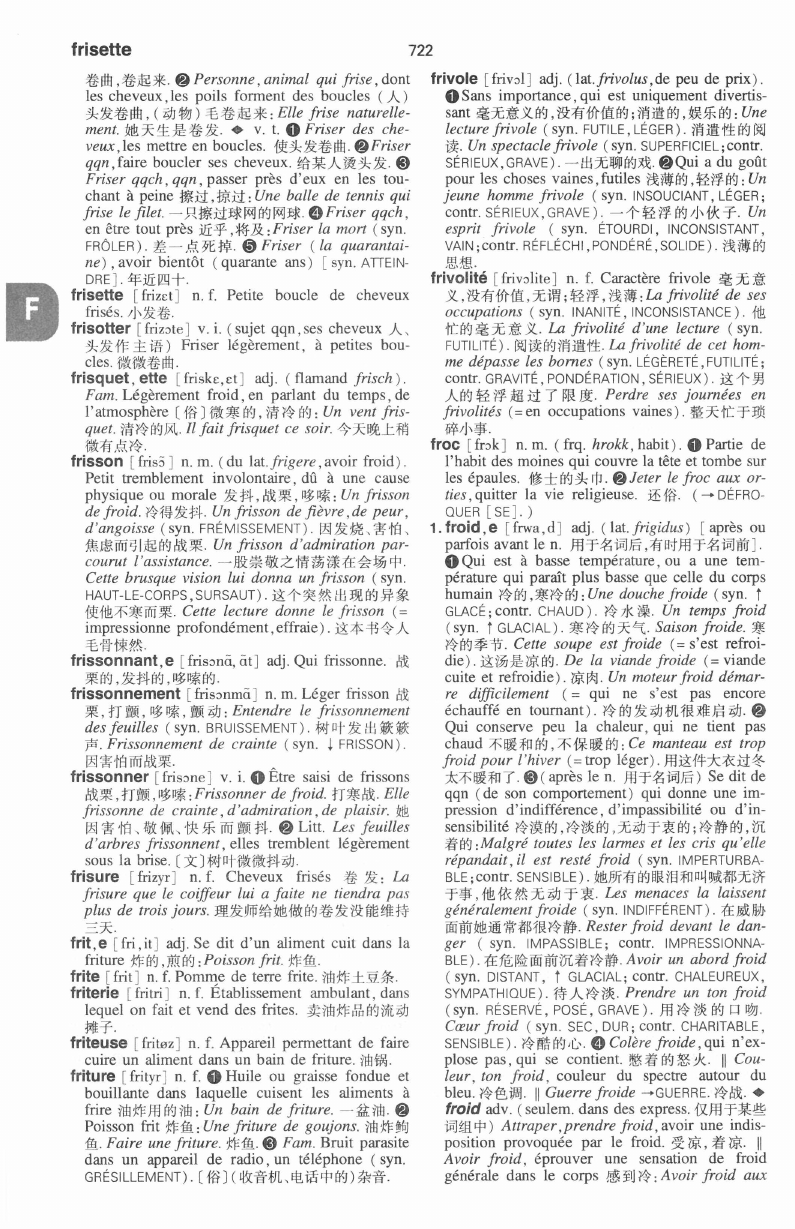 frisette
722
卷曲,卷起来. ❷ Personne, animal qui frise, dont
les cheveux, les poils forment des boucles (人)
头发卷曲,(动物)毛卷曲: Elle frise naturelle-
ment. 她天生是卷发. ◆ v. t. ❶ Friser des che-
veux, les mettre en boucles. 使头发卷曲. ❷ Friser
qqn, faire boucler ses cheveux. 给某人烫头发. ❸
Friser qqch, qqn, passer près d'eux en les tou-
chant à peine 擦过,掠过: Une balle de tennis qui
frise le filet. 一只擦过球网的网球. ❹ Friser qqch,
en être tout près 近乎,将及: Friser la mort (syn.
FRÔLER). 差一点死掉. ❺ Friser (la quarantai-
ne), avoir bientôt (quarante ans) [syn. ATTEIN-
DRE]. 年近四十.
frisette [frizɛt] n. f. Petite boucle de cheveux
frisés. 小发卷.
frisotter [frizɔte] v. i. (sujet qqn, ses cheveux 人、
头发作主语) Friser légèrement, à petites bou-
cles. 微微卷曲.
frisquet, ette [friskɛ, ɛt] adj. (flamand frisch).
Fam. Légèrement froid, en parlant du temps, de
l'atmosphère [俗]微寒的,清冷的: Un vent fris-
quet. 清冷的风. Il fait frisquet ce soir. 今天晚上稍
微有点冷.
frisson [frisɔ̃] n. m. (du lat. frigere, avoir froid).
Petit tremblement involontaire, dû à une cause
physique ou morale 发抖,战栗,哆嗦: Un frisson
de froid. 冷得发抖. Un frisson de fièvre, de peur,
d'angoisse (syn. FRÉMISSEMENT). 因发烧、害怕、
焦虑而引起的战栗. Un frisson d'admiration par-
courut l'assistance. 一股崇敬之情荡漾在会场中.
Cette brusque vision lui donna un frisson (syn.
HAUT-LE-CORPS, SURSAUT). 这个突然出现的异象
使他不寒而栗. Cette lecture donne le frisson (=
impressionne profondément, effraie). 这本书令人
毛骨悚然.
frissonnant, e [frisɔnɑ̃, ɑ̃t] adj. Qui frissonne. 战
栗的,发抖的,哆嗦的.
frissonnement [frisɔnmɑ̃] n. m. Léger frisson 战
栗,打颤,哆嗦,颤动: Entendre le frissonnement
des feuilles (syn. BRUISSEMENT). 树叶发出簌簌
声. Frissonnement de crainte (syn. ↓ FRISSON).
因害怕而战栗.
frissonner [frisɔne] v. i. ❶ Être saisi de frissons
战栗,打颤,哆嗦: Frissonner de froid. 打寒战. Elle
frissonne de crainte, d'admiration, de plaisir. 她
因害怕、敬佩、快乐而颤抖. ❷ Litt. Les feuilles
d'arbres frissonnent, elles tremblent légèrement
sous la brise. [文]树叶微微抖动.
frisure [frizyr] n. f. Cheveux frisés 卷发: La
frisure que le coiffeur lui a faite ne tiendra pas
plus de trois jours. 理发师给她做的卷发没能维持
三天.
frit, e [fri, it] adj. Se dit d'un aliment cuit dans la
friture 炸的,煎的: Poisson frit. 炸鱼.
frite [frit] n. f. Pomme de terre frite. 油炸土豆条.
friterie [fritri] n. f. Établissement ambulant, dans
lequel on fait et vend des frites. 卖油炸品的流动
摊子.
friteuse [fritøz] n. f. Appareil permettant de faire
cuire un aliment dans un bain de friture. 油锅.
friture [frityr] n. f. ❶ Huile ou graisse fondue et
bouillante dans laquelle cuisent les aliments à
frire 油炸用的油: Un bain de friture. 一盆油. ❷
Poisson frit 炸鱼: Une friture de goujons. 油炸鮈
鱼. Faire une friture. 炸鱼. ❸ Fam. Bruit parasite
dans un appareil de radio, un téléphone (syn.
GRÉSILLEMENT). [俗](收音机、电话中的)杂音.
F
frivole [frivɔl] adj. (lat. frivolus, de peu de prix).
❶ Sans importance, qui est uniquement divertis-
sant 毫无意义的,没有价值的;消遣的,娱乐的: Une
lecture frivole (syn. FUTILE, LÉGER). 消遣性的阅
读. Un spectacle frivole (syn. SUPERFICIEL; contr.
SÉRIEUX, GRAVE). 一出无聊的戏. ❷ Qui a du goût
pour les choses vaines, futiles 浅薄的,轻浮的: Un
jeune homme frivole (syn. INSOUCIANT, LÉGER;
contr. SÉRIEUX, GRAVE). 一个轻浮的小伙子. Un
esprit frivole (syn. ÉTOURDI, INCONSISTANT,
VAIN; contr. RÉFLÉCHI, PONDÉRÉ, SOLIDE). 浅薄的
思想.
frivolité [frivɔlite] n. f. Caractère frivole 毫无意
义,没有价值,无谓;轻浮,浅薄: La frivolité de ses
occupations (syn. INANITÉ, INCONSISTANCE). 他
忙的毫无意义. La frivolité d'une lecture (syn.
FUTILITÉ). 阅读的消遣性. La frivolité de cet hom-
me dépasse les bornes (syn. LÉGÈRETÉ, FUTILITÉ;
contr. GRAVITÉ, PONDÉRATION, SÉRIEUX). 这个男
人的轻浮超过了限度. Perdre ses journées en
frivolités (= en occupations vaines). 整天忙于琐
碎小事.
froc [frɔk] n. m. (frq. hrokk, habit). ❶ Partie de
l'habit des moines qui couvre la tête et tombe sur
les épaules. 修士的头巾. ❷ Jeter le froc aux or-
ties, quitter la vie religieuse. 还俗. (→DÉFRO-
QUER [SE].)
1. froid, e [frwa, d] adj. (lat. frigidus) [après ou
parfois avant le n. 用于名词后,有时用于名词前].
❶ Qui est à basse température, ou a une tem-
pérature qui paraît plus basse que celle du corps
humain 冷的,寒冷的: Une douche froide (syn. ↑
GLACÉ; contr. CHAUD). 冷水澡. Un temps froid
(syn. ↑ GLACIAL). 寒冷的天气. Saison froide. 寒
冷的季节. Cette soupe est froide (= s'est refroi-
die). 这汤是凉的. De la viande froide (= viande
cuite et refroidie). 凉肉. Un moteur froid démar-
re difficilement (= qui ne s'est pas encore
échauffé en tournant). 冷的发动机很难启动. ❷
Qui conserve peu la chaleur, qui ne tient pas
chaud 不暖和的,不保暖的: Ce manteau est trop
froid pour l'hiver (= trop léger). 用这件大衣过冬
太不暖和了. ❸ (après le n. 用于名词后) Se dit de
qqn (de son comportement) qui donne une im-
pression d'indifférence, d'impassibilité ou d'in-
sensibilité 冷漠的,冷淡的,无动于衷的;冷静的,沉
着的: Malgré toutes les larmes et les cris qu'elle
répandait, il est resté froid (syn. IMPERTURBA-
BLE; contr. SENSIBLE). 她所有的眼泪和叫喊都无济
于事,他依然无动于衷. Les menaces la laissent
généralement froide (syn. INDIFFÉRENT). 在威胁
面前她通常都很冷静. Rester froid devant le dan-
ger (syn. IMPASSIBLE; contr. IMPRESSIONNA-
BLE). 在危险面前沉着冷静. Avoir un abord froid
(syn. DISTANT, ↑ GLACIAL; contr. CHALEUREUX,
SYMPATHIQUE). 待人冷淡. Prendre un ton froid
(syn. RÉSERVÉ, POSÉ, GRAVE). 用冷淡的口吻.
Cœur froid (syn. SEC, DUR; contr. CHARITABLE,
SENSIBLE). 冷酷的心. ❹ Colère froide, qui n'ex-
plose pas, qui se contient. 憋着的怒火. ‖ Cou-
leur, ton froid, couleur du spectre autour du
bleu. 冷色调. ‖ Guerre froide →GUERRE. 冷战. ◆
froid adv. (seulem. dans des express. 仅用于某些
词组中) Attraper, prendre froid, avoir une indis-
position provoquée par le froid. 受凉,着凉. ‖
Avoir froid, éprouver une sensation de froid
générale dans le corps 感到冷: Avoir froid aux